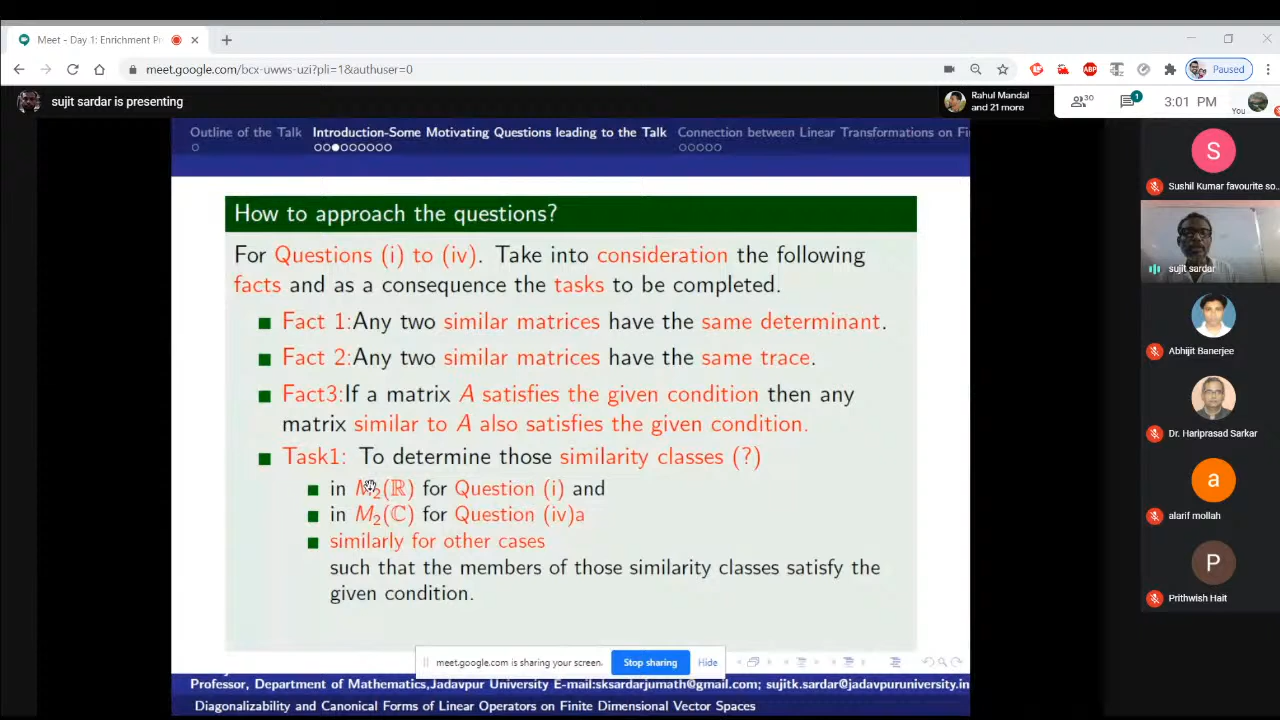 Meet - Day 1: Enrichment Pr
meet.google.com/bcx-uwws-uzi?pli=1&authuser=0
ABP
Paused
sujit sardar is presenting
Rahul Mandal
and 21 more
30
1
3:01 PM
You
Outline of the Talk Introduction-Some Motivating Questions leading to the Talk Connection between Linear Transformations on Fi
How to approach the questions?
For Questions (i) to (iv). Take into consideration the following
facts and as a consequence the tasks to be completed.
Fact 1:Any two similar matrices have the same determinant.
Fact 2:Any two similar matrices have the same trace.
Fact3:If a matrix A satisfies the given condition then any
matrix similar to A also satisfies the given condition.
Task1: To determine those similarity classes (?)
in M₂(ℝ) for Question (i) and
in M₂(ℂ) for Question (iv)a
similarly for other cases
such that the members of those similarity classes satisfy the
given condition.
meet.google.com is sharing your screen. Stop sharing Hide
Professor, Department of Mathematics,Jadavpur University E-mail:sksardarjumath@gmail.com; sujitk.sardar@jadavpuruniversity.in
Diagonalizability and Canonical Forms of Linear Operators on Finite Dimensional Vector Spaces
S
Sushil Kumar favourite so...
sujit sardar
Abhijit Banerjee
Dr. Hariprasad Sarkar
a
alarif mollah
P
Prithwish Hait